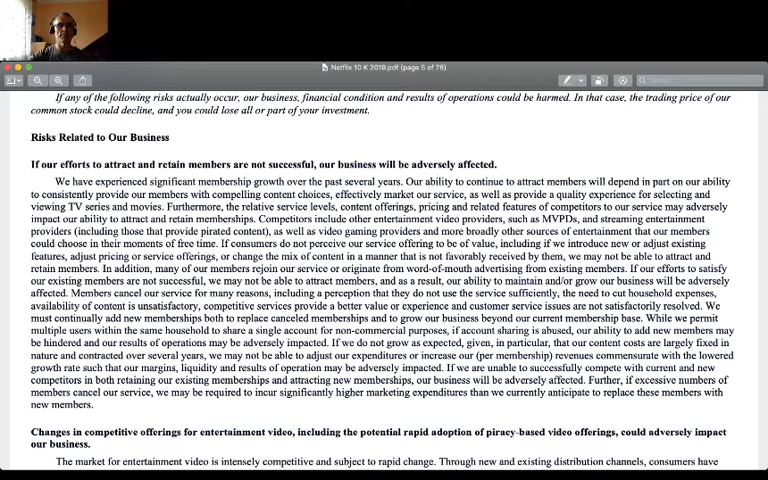 Netflix 10 K 2019.pdf (page 5 of 78)
Search
If any of the following risks actually occur, our business, financial condition and results of operations could be harmed. In that case, the trading price of our
common stock could decline, and you could lose all or part of your investment.
Risks Related to Our Business
If our efforts to attract and retain members are not successful, our business will be adversely affected.
We have experienced significant membership growth over the past several years. Our ability to continue to attract members will depend in part on our ability
to consistently provide our members with compelling content choices, effectively market our service, as well as provide a quality experience for selecting and
viewing TV series and movies. Furthermore, the relative service levels, content offerings, pricing and related features of competitors to our service may adversely
impact our ability to attract and retain memberships. Competitors include other entertainment video providers, such as MVPDs, and streaming entertainment
providers (including those that provide pirated content), as well as video gaming providers and more broadly other sources of entertainment that our members
could choose in their moments of free time. If consumers do not perceive our service offering to be of value, including if we introduce new or adjust existing
features, adjust pricing or service offerings, or change the mix of content in a manner that is not favorably received by them, we may not be able to attract and
retain members. In addition, many of our members rejoin our service or originate from word-of-mouth advertising from existing members. If our efforts to satisfy
our existing members are not successful, we may not be able to attract members, and as a result, our ability to maintain and/or grow our business will be adversely
affected. Members cancel our service for many reasons, including a perception that they do not use the service sufficiently, the need to cut household expenses,
availability of content is unsatisfactory, competitive services provide a better value or experience and customer service issues are not satisfactorily resolved. We
must continually add new memberships both to replace canceled memberships and to grow our business beyond our current membership base. While we permit
multiple users within the same household to share a single account for non-commercial purposes, if account sharing is abused, our ability to add new members may
be hindered and our results of operations may be adversely impacted. If we do not grow as expected, given, in particular, that our content costs are largely fixed in
nature and contracted over several years, we may not be able to adjust our expenditures or increase our (per membership) revenues commensurate with the lowered
growth rate such that our margins, liquidity and results of operation may be adversely impacted. If we are unable to successfully compete with current and new
competitors in both retaining our existing memberships and attracting new memberships, our business will be adversely affected. Further, if excessive numbers of
members cancel our service, we may be required to incur significantly higher marketing expenditures than we currently anticipate to replace these members with
new members.
Changes in competitive offerings for entertainment video, including the potential rapid adoption of piracy-based video offerings, could adversely impact
our business.
The market for entertainment video is intensely competitive and subject to rapid change. Through new and existing distribution channels, consumers have